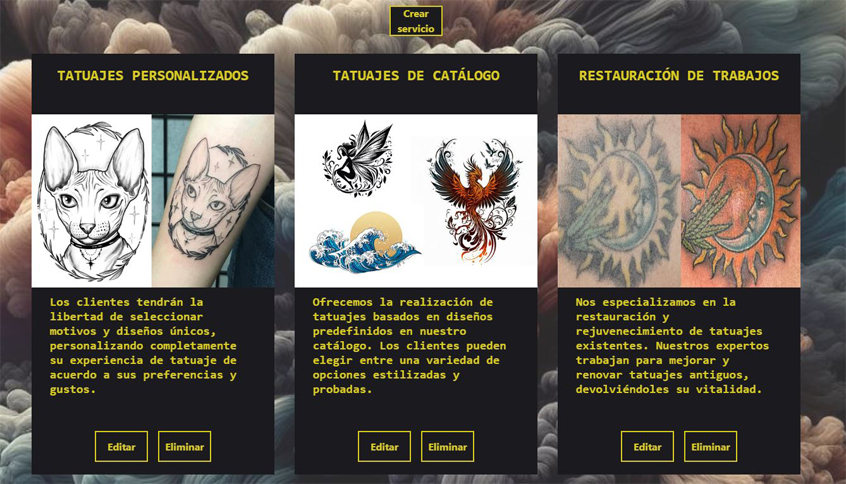 Crear
servicio
TATUAJES PERSONALIZADOS
Los clientes tendrán la
libertad de seleccionar
motivos y diseños únicos,
personalizando completamente
su experiencia de tatuaje de
acuerdo a sus preferencias y
gustos.
Editar
Eliminar
TATUAJES DE CATÁLOGO
Ofrecemos la realización de
tatuajes basados en diseños
predefinidos en nuestro
catálogo. Los clientes pueden
elegir entre una variedad de
opciones estilizadas y
probadas.
Editar
Eliminar
RESTAURACIÓN DE TRABAJOS
Nos especializamos en la
restauración y
rejuvenecimiento de tatuajes
existentes. Nuestros expertos
trabajan para mejorar y
renovar tatuajes antiguos,
devolviéndoles su vitalidad.
Editar
Eliminar